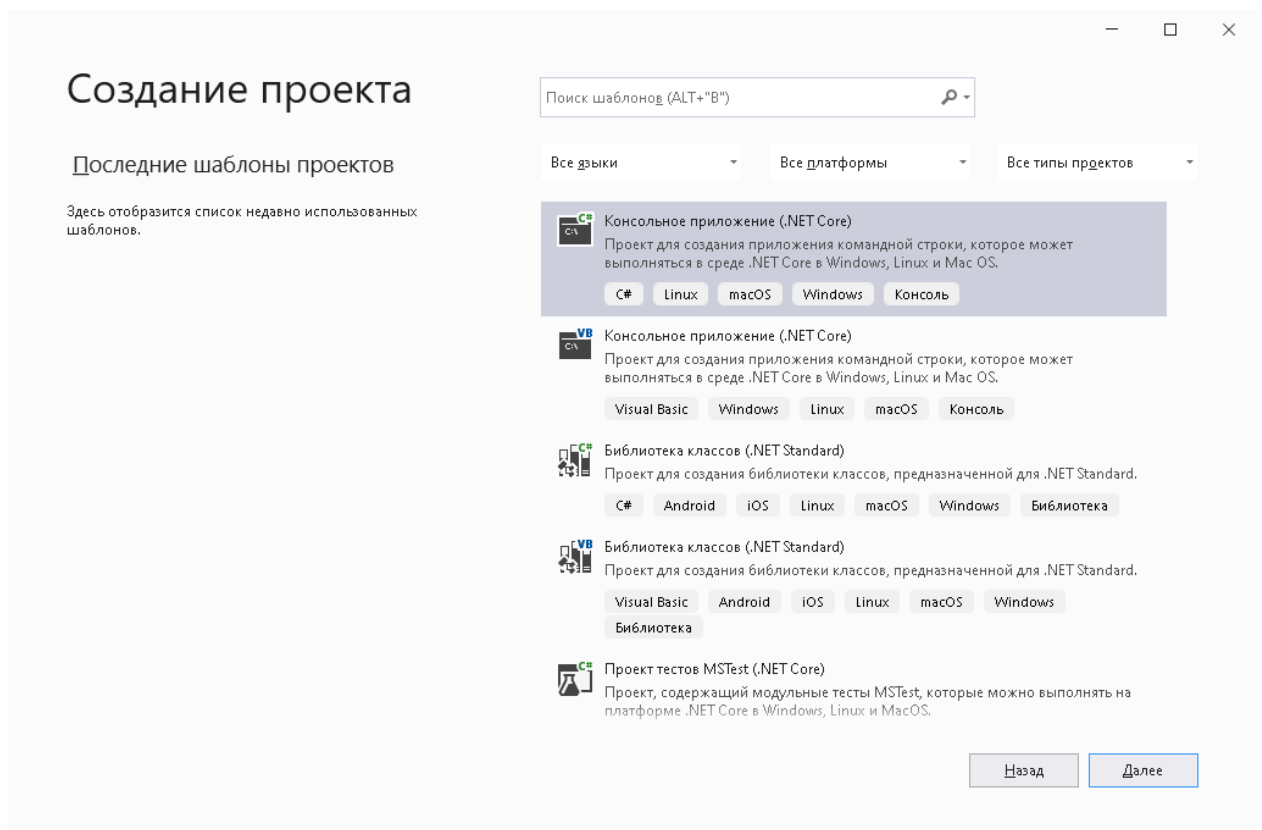 Создание проекта
Поиск шаблонов (ALT+"В")
Последние шаблоны проектов
Все языки
Все платформы
Все типы проектов
Здесь отобразится список недавно использованных
шаблонов.
C#
C:\
Консольное приложение (.NET Core)
Проект для создания приложения командной строки, которое может
выполняться в среде .NET Core в Windows, Linux и Mac OS.
C# Linux macOS Windows Консоль
VB
C:\
Консольное приложение (.NET Core)
Проект для создания приложения командной строки, которое может
выполняться в среде .NET Core в Windows, Linux и Mac OS.
Visual Basic Windows Linux macOS Консоль
C#
Библиотека классов (.NET Standard)
Проект для создания библиотеки классов, предназначенной для .NET Standard.
C# Android iOS Linux macOS Windows Библиотека
VB
Библиотека классов (.NET Standard)
Проект для создания библиотеки классов, предназначенной для .NET Standard.
Visual Basic Android iOS Linux macOS Windows
Библиотека
C#
Проект тестов MSTest (.NET Core)
Проект, содержащий модульные тесты MSTest, которые можно выполнять на
платформе .NET Core в Windows, Linux и MacOS.
Назад
Далее